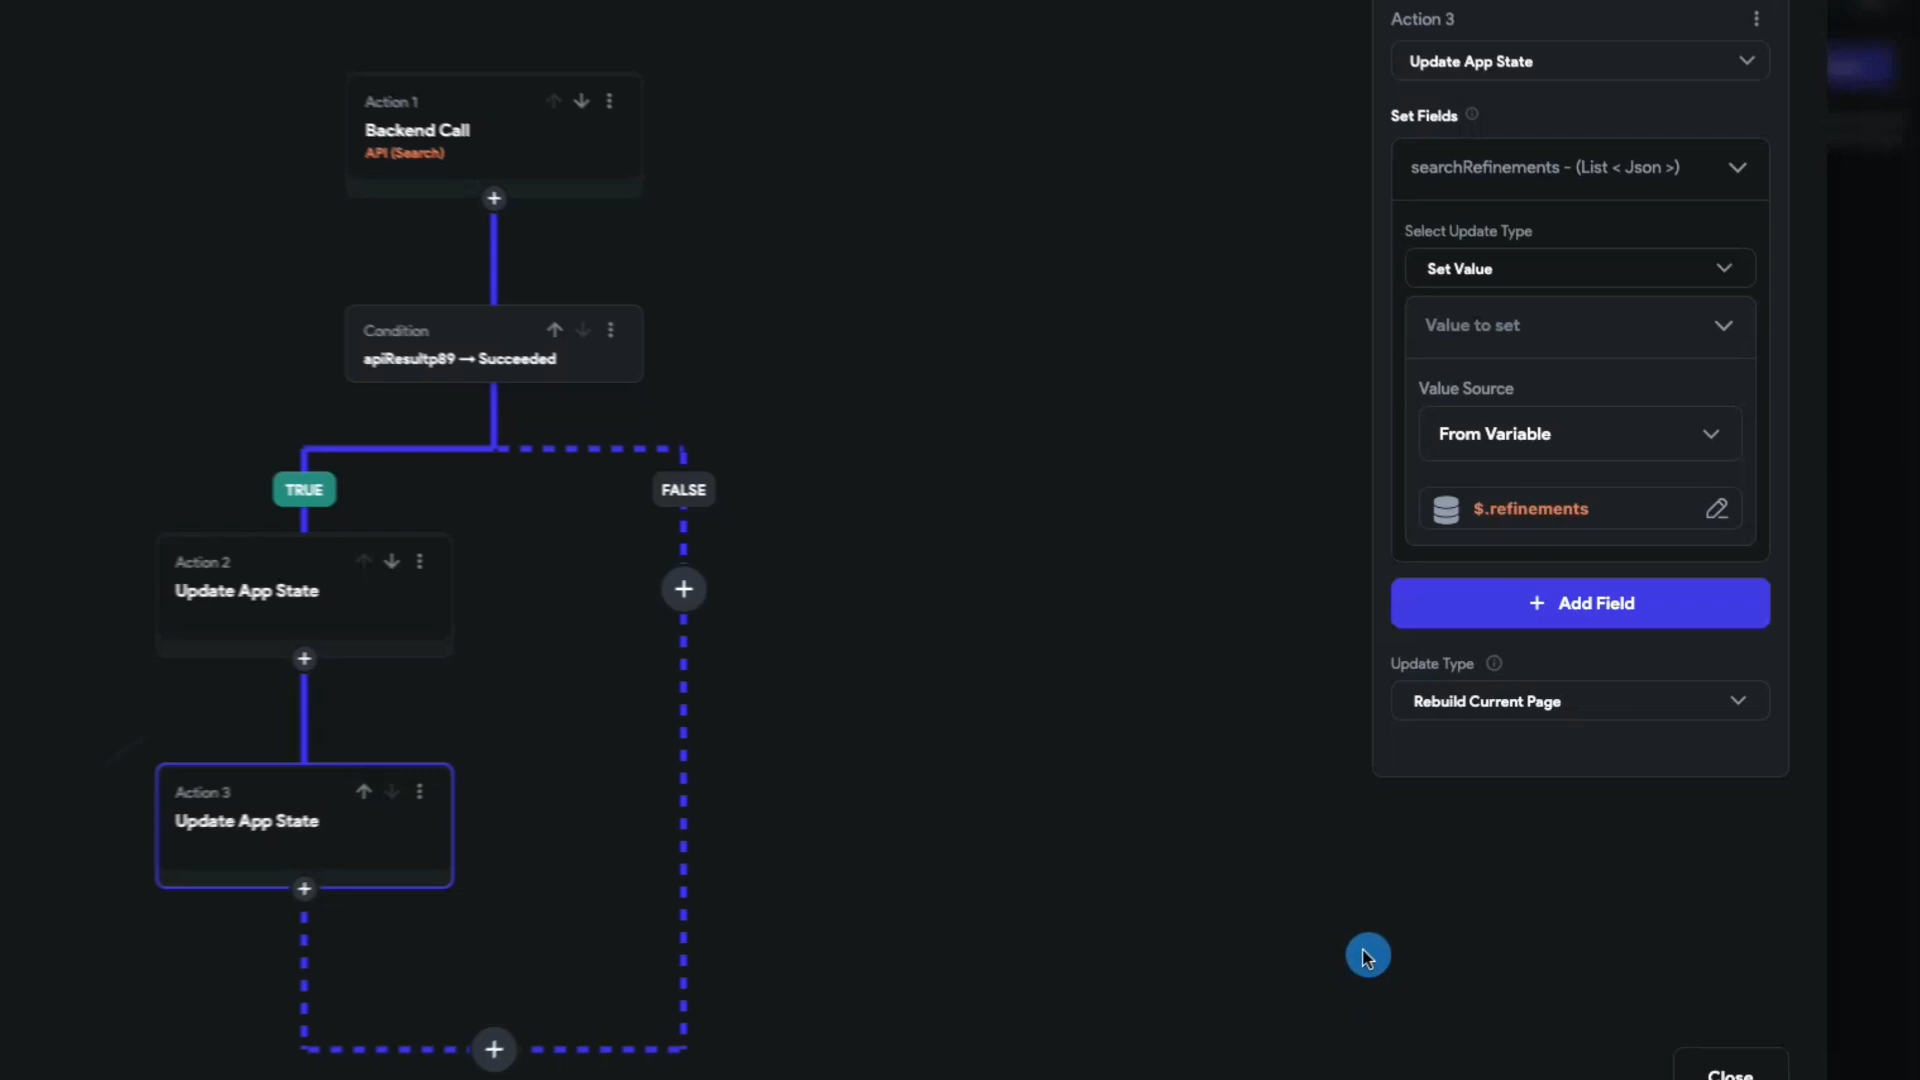 Action 1
Backend Call
API (Search)
Condition
apiResultp89 → Succeeded
TRUE
FALSE
Action 2
Update App State
Action 3
Update App State
Action 3
Update App State
Set Fields
searchRefinements - (List < Json >)
Select Update Type
Set Value
Value to set
Value Source
From Variable
$.refinements
+ Add Field
Update Type
Rebuild Current Page
Close